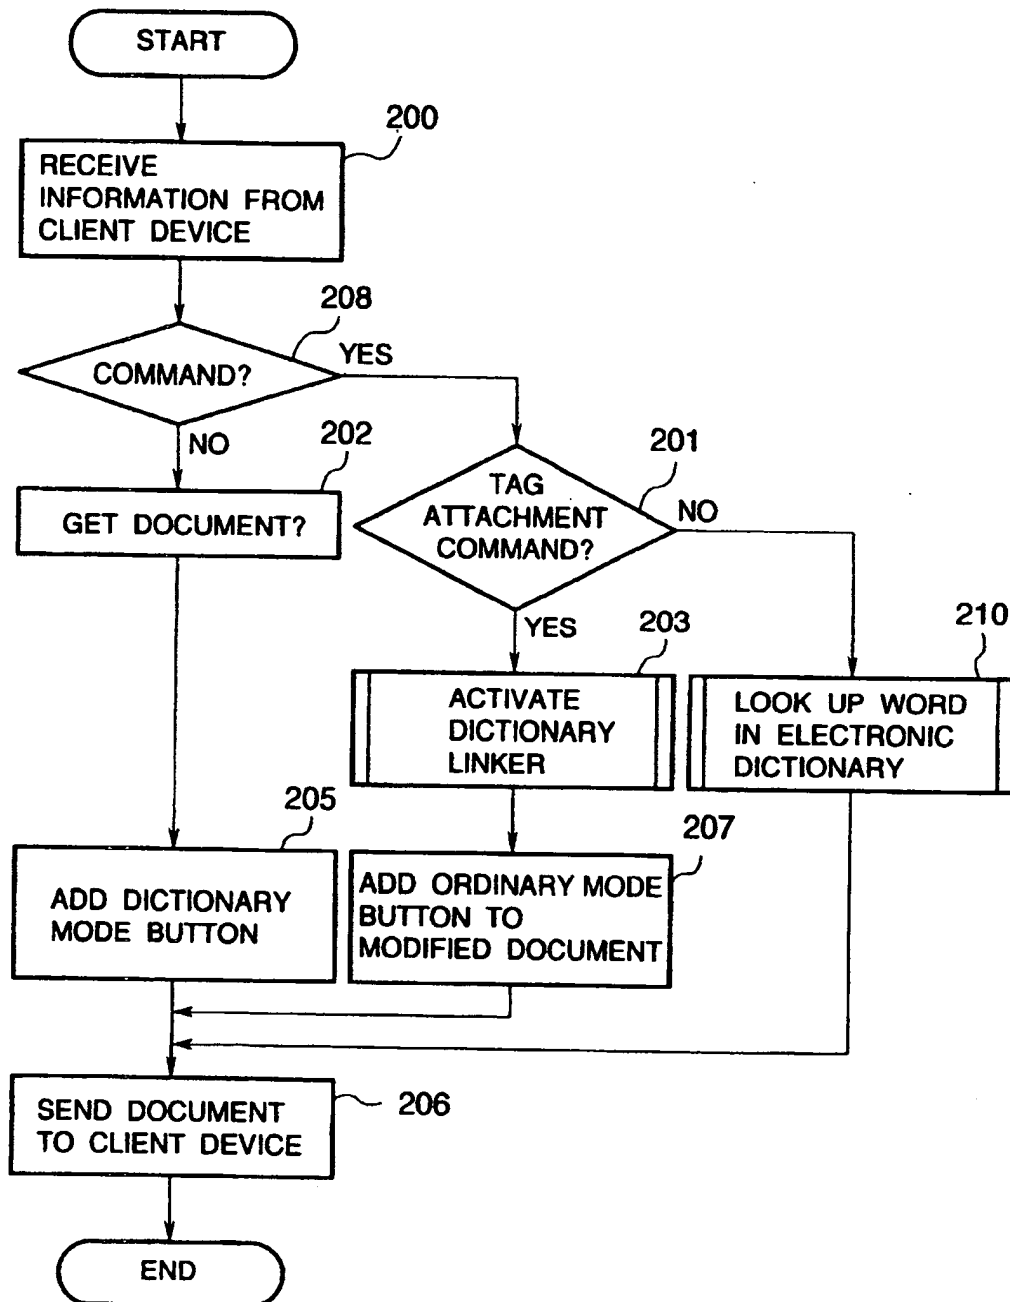 START
200
RECEIVE
INFORMATION FROM
CLIENT DEVICE
208
COMMAND?
YES
NO
202
GET DOCUMENT?
201
TAG
ATTACHMENT
COMMAND?
NO
YES
203
ACTIVATE
DICTIONARY
LINKER
210
LOOK UP WORD
IN ELECTRONIC
DICTIONARY
205
ADD DICTIONARY
MODE BUTTON
207
ADD ORDINARY MODE
BUTTON TO
MODIFIED DOCUMENT
SEND DOCUMENT
TO CLIENT DEVICE
206
END